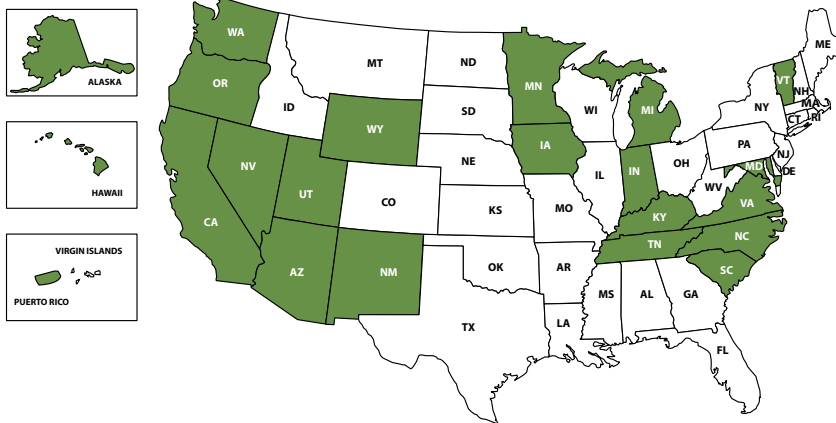 WA
MT
ND
ME
MN
VT
NH
OR
ID
SD
WI
MI
NY
MA
CT
RI
ALASKA
WY
IA
PA
NJ
NE
NV
UT
CO
IL
IN
OH
MD
DE
WV
HAWAII
CA
KS
MO
KY
VA
NC
TN
VIRGIN ISLANDS
AZ
NM
OK
AR
SC
MS
AL
GA
PUERTO RICO
TX
LA
FL